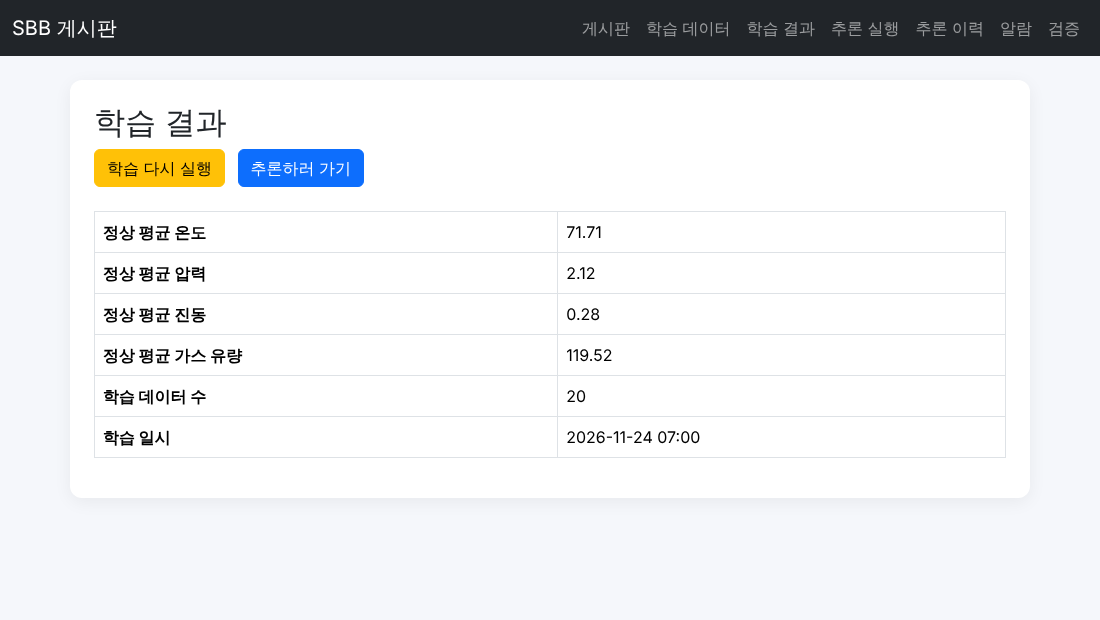 SBB 게시판 게시판 학습 데이터 학습 결과 추론 실행 추론 이력 알람 검증
학습 결과
학습 다시 실행 추론하러 가기
정상 평균 온도 71.71
정상 평균 압력 2.12
정상 평균 진동 0.28
정상 평균 가스 유량 119.52
학습 데이터 수 20
학습 일시 2026-11-24 07:00